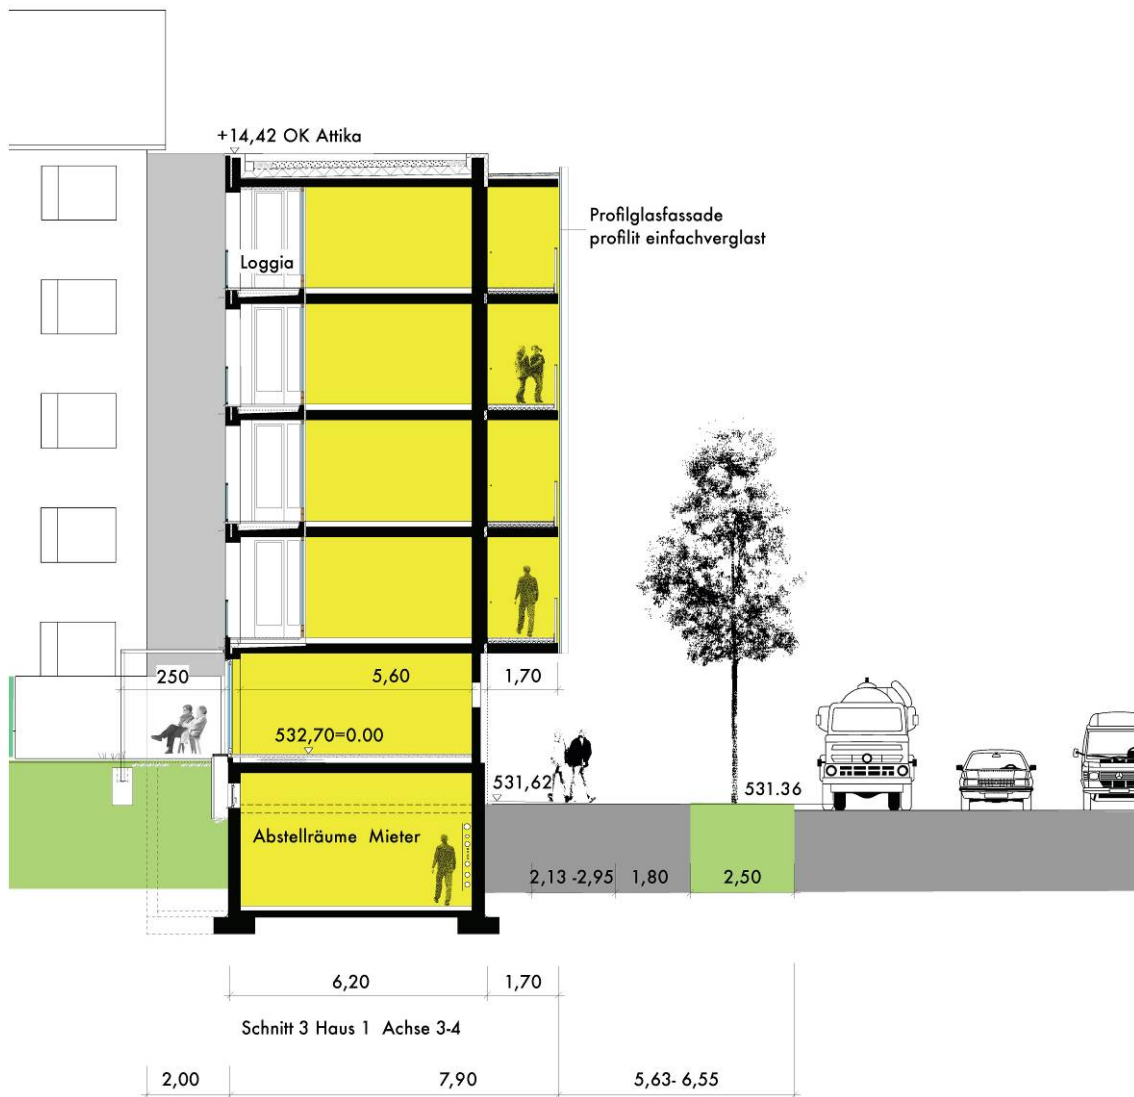 +14,42 OK Attika
Profilglasfassade
profilit einfachverglast
Loggia
250
5,60
1,70
532,70=0.00
531,62
531.36
Abstellräume Mieter
2,13 -2,95
1,80
2,50
6,20
1,70
Schnitt 3 Haus 1 Achse 3-4
2,00
7,90
5,63- 6,55